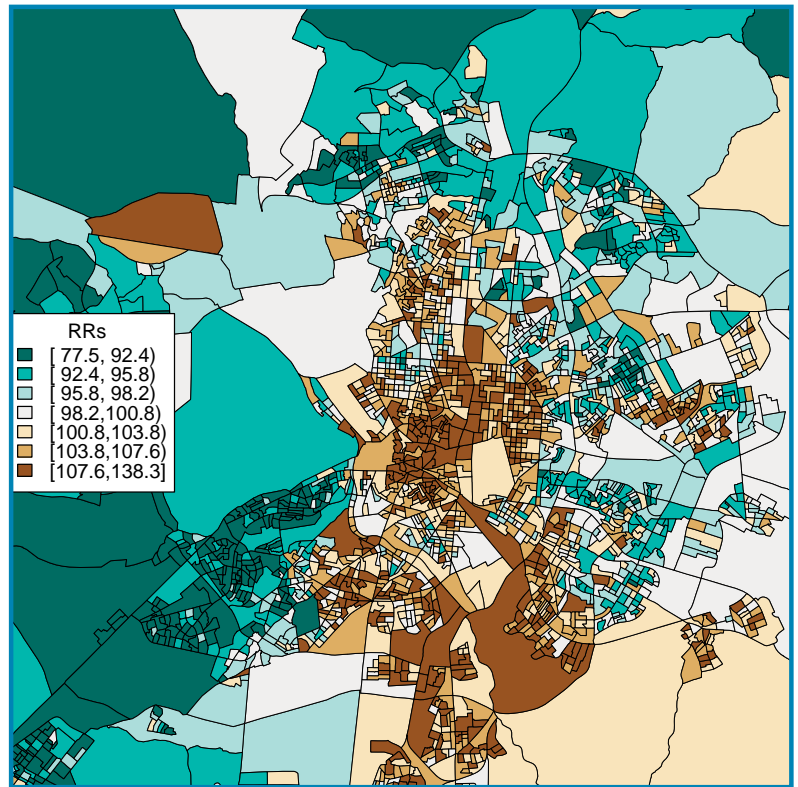 RRs
[ 77.5, 92.4)
[ 92.4, 95.8)
[ 95.8, 98.2)
[ 98.2,100.8)
[100.8,103.8)
[103.8,107.6)
[107.6,138.3]